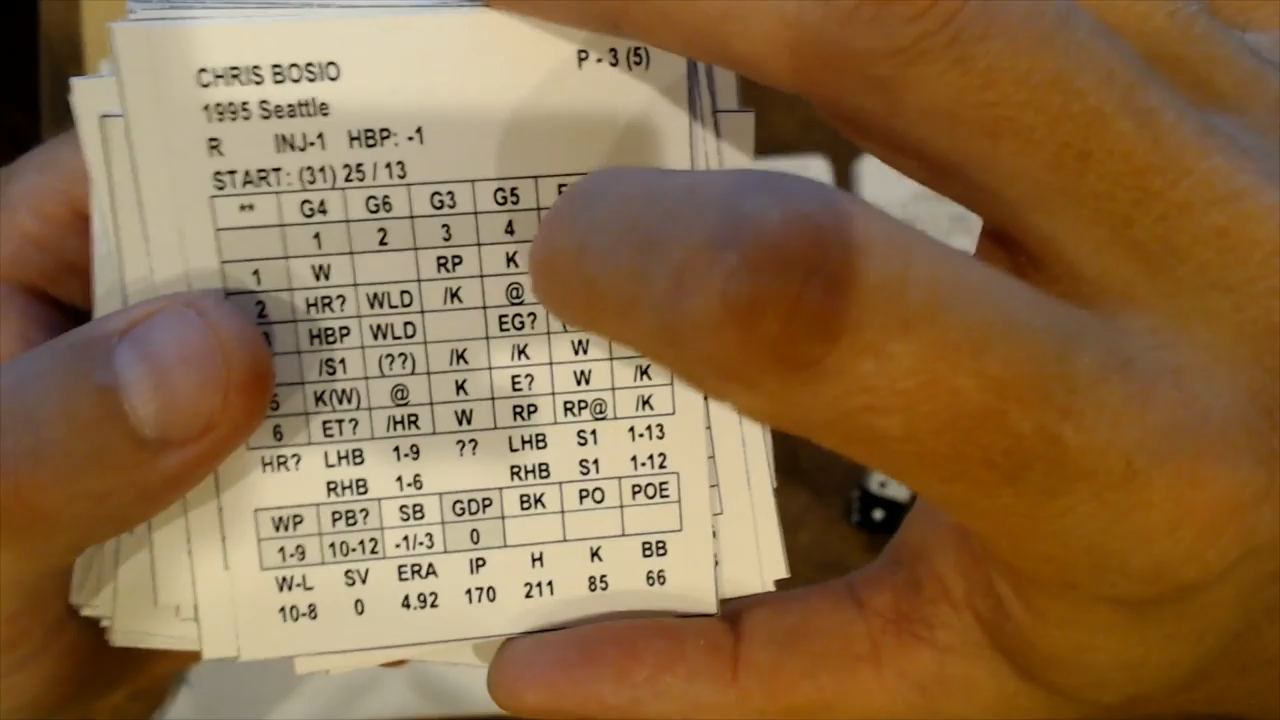 CHRIS BOSIO P - 3 (5)
1995 Seattle
R INJ-1 HBP: -1
START: (31) 25 / 13
** G4 G6 G3 G5
1 2 3 4
1 W RP K
2 HR? WLD /K @
HBP WLD EG?
/S1 (??) /K /K W
5 K(W) @ K E? W /K
6 ET? /HR W RP RP@ /K
HR? LHB 1-9 ?? LHB S1 1-13
RHB 1-6 RHB S1 1-12
WP PB? SB GDP BK PO POE
1-9 10-12 -1/-3 0
W-L SV ERA IP H K BB
10-8 0 4.92 170 211 85 66